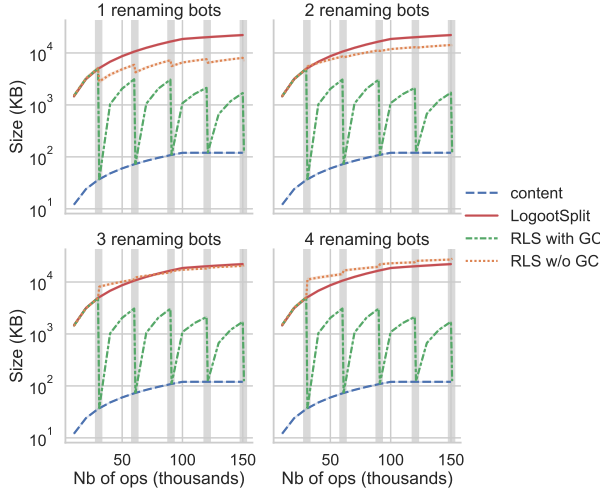 1 renaming bots
2 renaming bots
Size (KB)
10^4
10^3
10^2
10^1
content
LogootSplit
RLS with GC
RLS w/o GC
3 renaming bots
4 renaming bots
Size (KB)
10^4
10^3
10^2
10^1
50 100 150
50 100 150
Nb of ops (thousands)
Nb of ops (thousands)